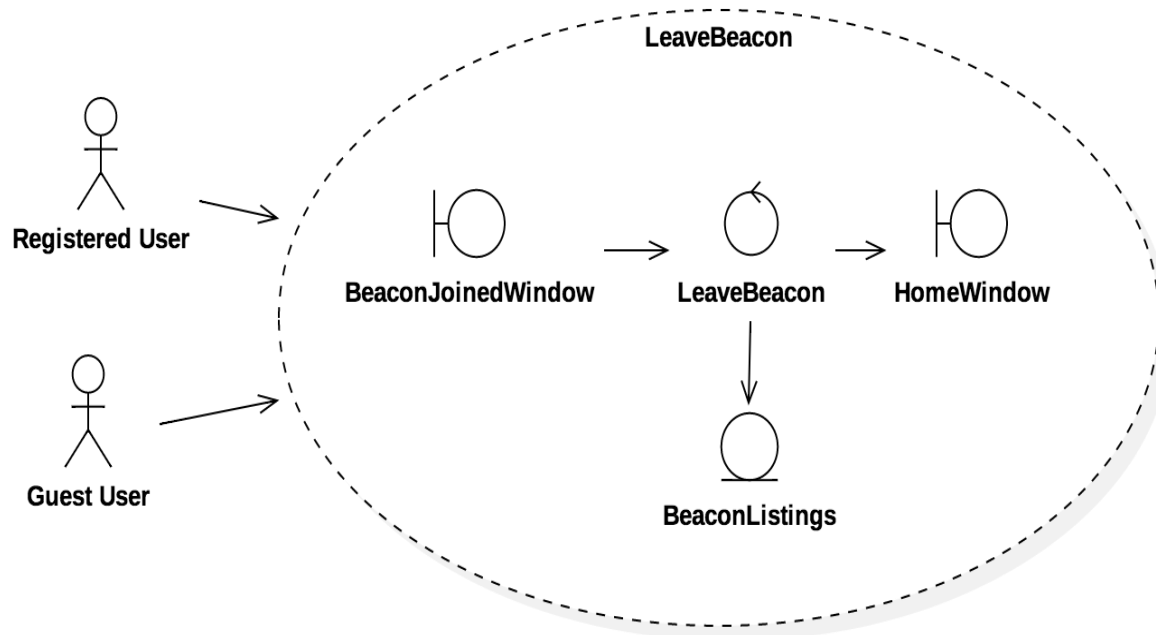 LeaveBeacon
Registered User
BeaconJoinedWindow
LeaveBeacon
HomeWindow
Guest User
BeaconListings